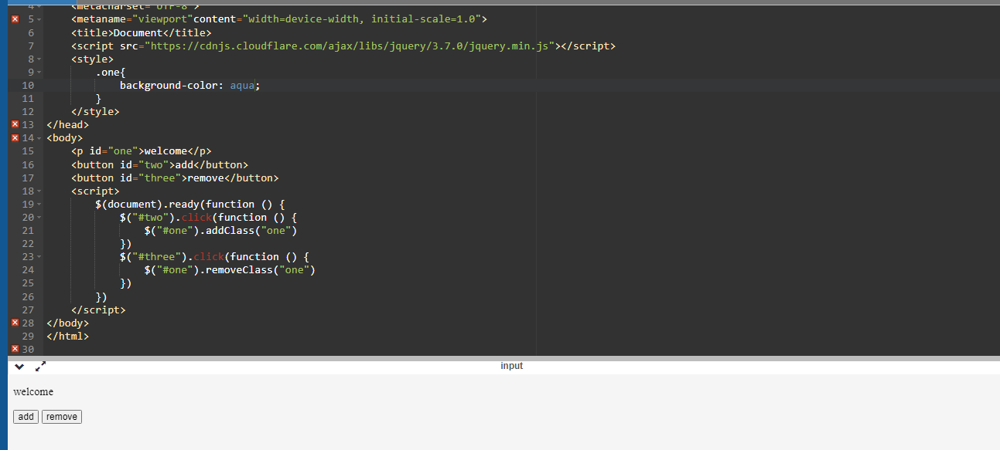 4 <metacharset="UTF-8">
5 <metaname="viewport"content="width=device-width, initial-scale=1.0">
6 <title>Document</title>
7 <script src="https://cdnjs.cloudflare.com/ajax/libs/jquery/3.7.0/jquery.min.js"></script>
8 <style>
9 .one{
10 background-color: aqua;
11 }
12 </style>
13 </head>
14 <body>
15 <p id="one">welcome</p>
16 <button id="two">add</button>
17 <button id="three">remove</button>
18 <script>
19 $(document).ready(function () {
20 $("#two").click(function () {
21 $("#one").addClass("one")
22 })
23 $("#three").click(function () {
24 $("#one").removeClass("one")
25 })
26 })
27 </script>
28 </body>
29 </html>
30
input
welcome
add remove